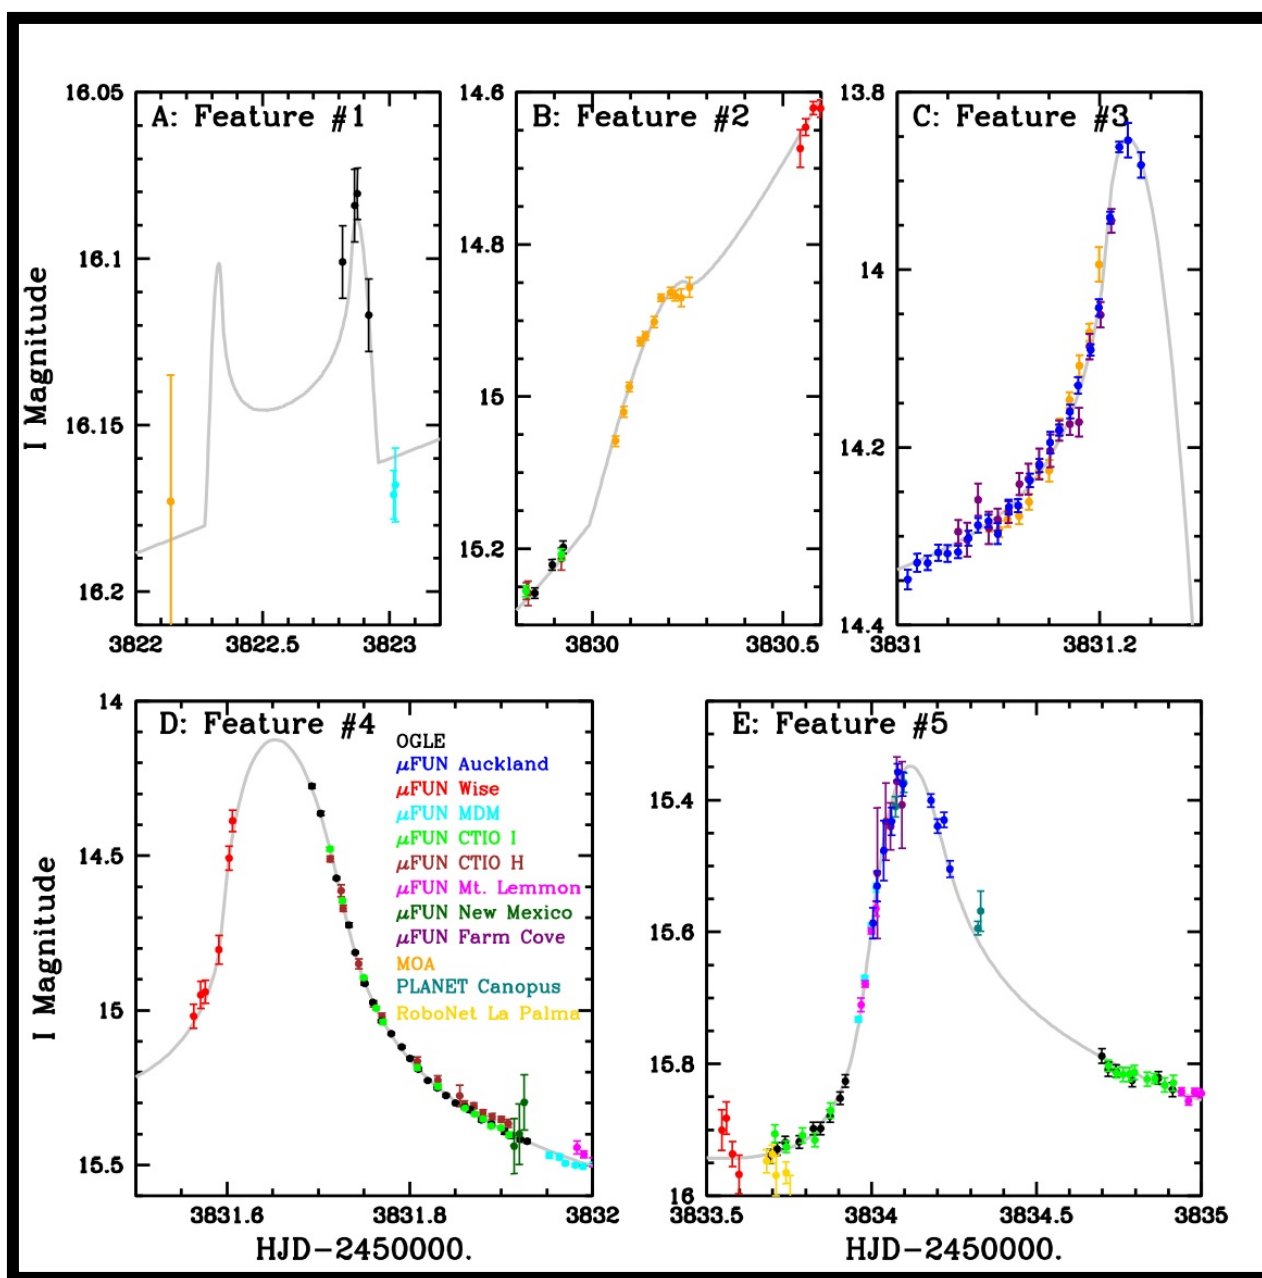 A: Feature #1
B: Feature #2
C: Feature #3
16.05
16.1
16.15
16.2
3822
3822.5
3823
14.6
14.8
15
15.2
3830
3830.5
13.8
14
14.2
14.4
3831
3831.2
I Magnitude
D: Feature #4
E: Feature #5
14
14.5
15
15.5
3831.6
3831.8
3832
OGLE
μFUN Auckland
μFUN Wise
μFUN MDM
μFUN CTIO I
μFUN CTIO H
μFUN Mt. Lemmon
μFUN New Mexico
μFUN Farm Cove
MOA
PLANET Canopus
RoboNet La Palma
15.4
15.6
15.8
16
3833.5
3834
3834.5
3835
I Magnitude
HJD-2450000.
HJD-2450000.